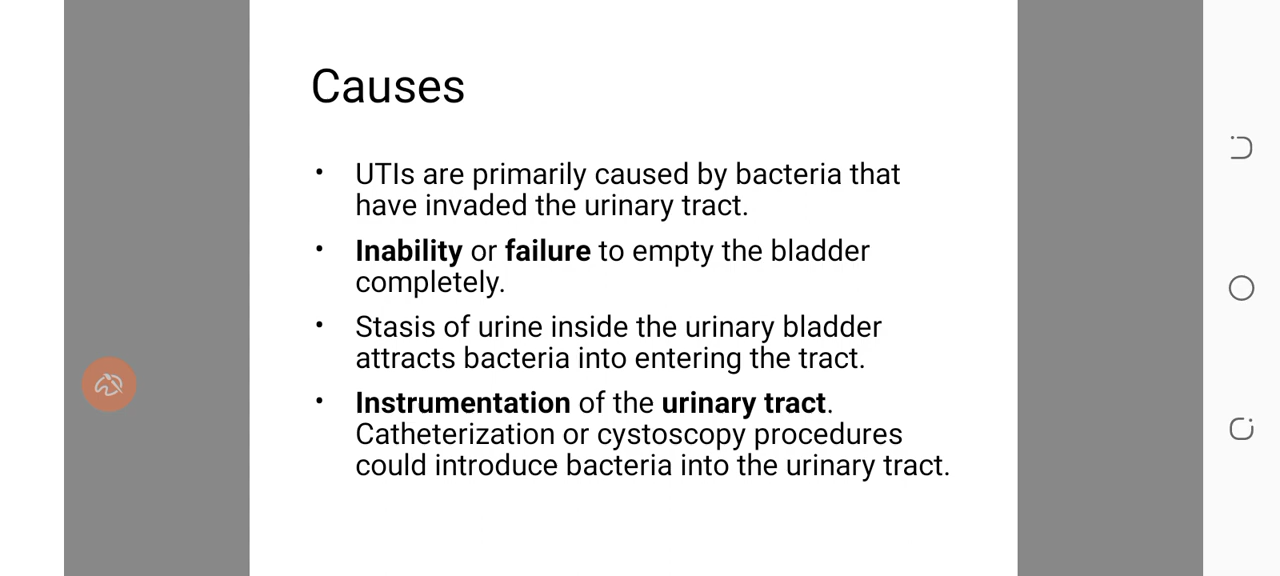 Causes
• UTIs are primarily caused by bacteria that
have invaded the urinary tract.
• Inability or failure to empty the bladder
completely.
• Stasis of urine inside the urinary bladder
attracts bacteria into entering the tract.
• Instrumentation of the urinary tract.
Catheterization or cystoscopy procedures
could introduce bacteria into the urinary tract.